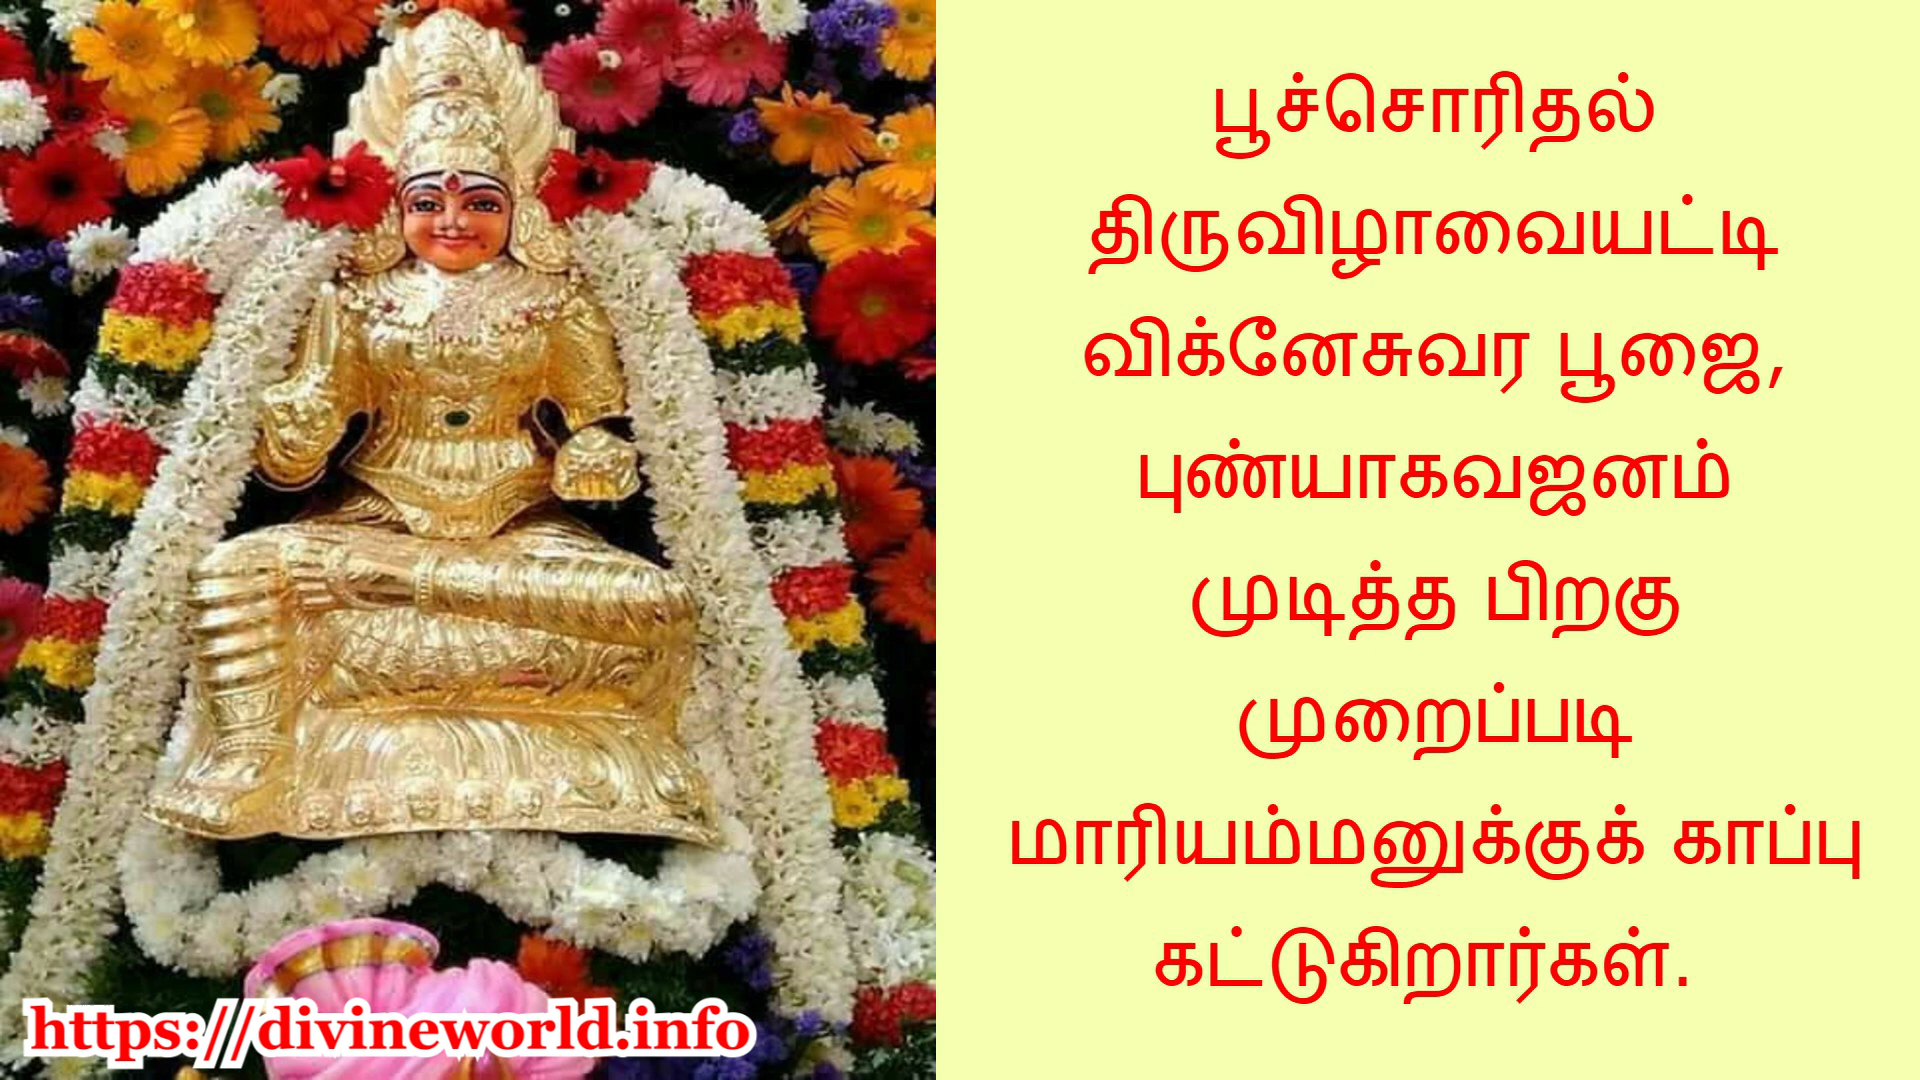 பூச்சொரிதல்
திருவிழாவையட்டி
விக்னேசுவர பூஜை,
புண்யாகவஜனம்
முடித்த பிறகு
முறைப்படி
மாரியம்மனுக்குக் காப்பு
கட்டுகிறார்கள்.
https://divineworld.info